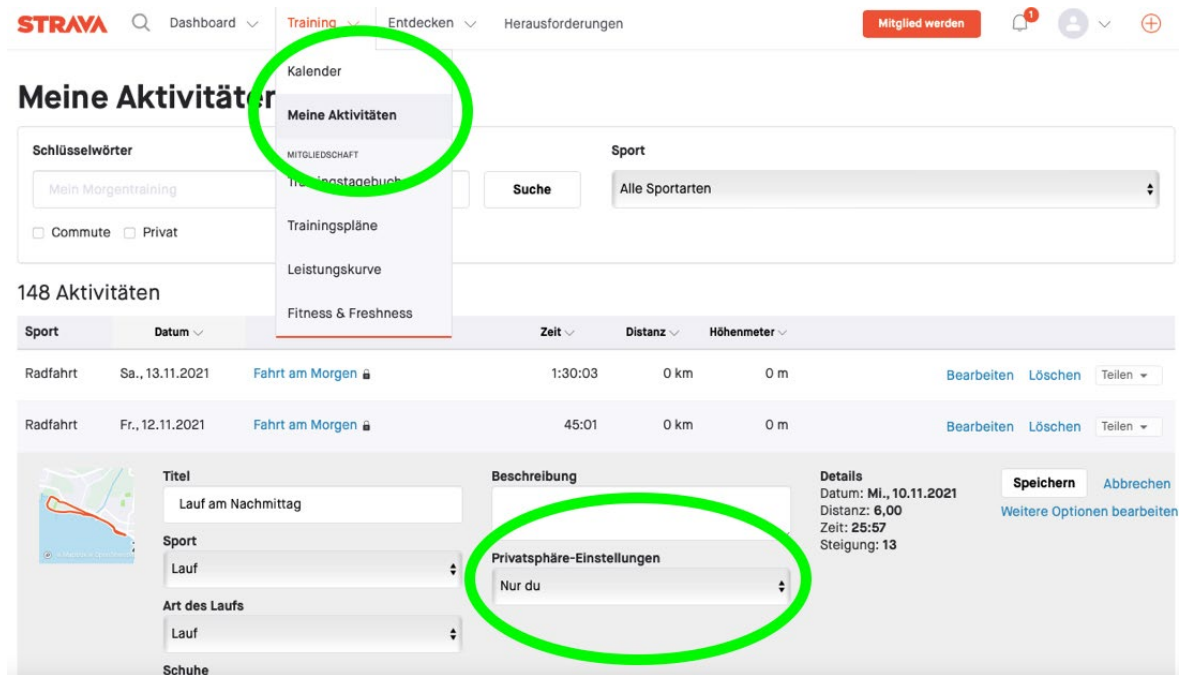 STRAVA Dashboard Training Entdecken Herausforderungen Mitglied werden 1
Kalender
Meine Aktivitäten
Meine Aktivitäten
Schlüsselwörter MITGLIEDSCHAFT Sport
Mein Morgentraining Trainingstagebuch Suche Alle Sportarten
Commute Privat Trainingspläne
Leistungskurve
148 Aktivitäten
Fitness & Freshness
Sport Datum Zeit Distanz Höhenmeter
Radfahrt Sa., 13.11.2021 Fahrt am Morgen 1:30:03 0 km 0 m Bearbeiten Löschen Teilen
Radfahrt Fr., 12.11.2021 Fahrt am Morgen 45:01 0 km 0 m Bearbeiten Löschen Teilen
Titel Beschreibung Details Speichern Abbrechen
Lauf am Nachmittag Datum: Mi., 10.11.2021
Distanz: 6,00 Weitere Optionen bearbeiten
Zeit: 25:57
Sport Steigung: 13
Privatsphäre-Einstellungen
Lauf Nur du
Art des Laufs
Lauf
Schuhe